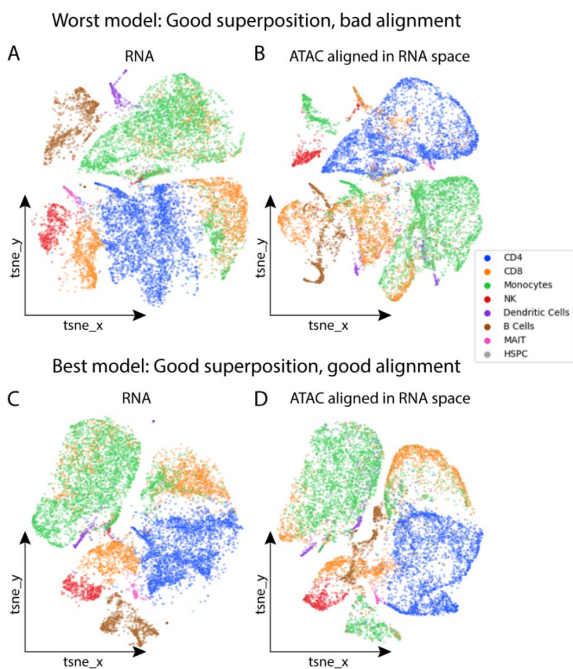 Worst model: Good superposition, bad alignment
A
RNA
B
ATAC aligned in RNA space
tsne_y
tsne_x
tsne_y
tsne_x
CD4
CD8
Monocytes
NK
Dendritic Cells
B Cells
MAIT
HSPC
Best model: Good superposition, good alignment
C
RNA
D
ATAC aligned in RNA space
tsne_y
tsne_x
tsne_y
tsne_x